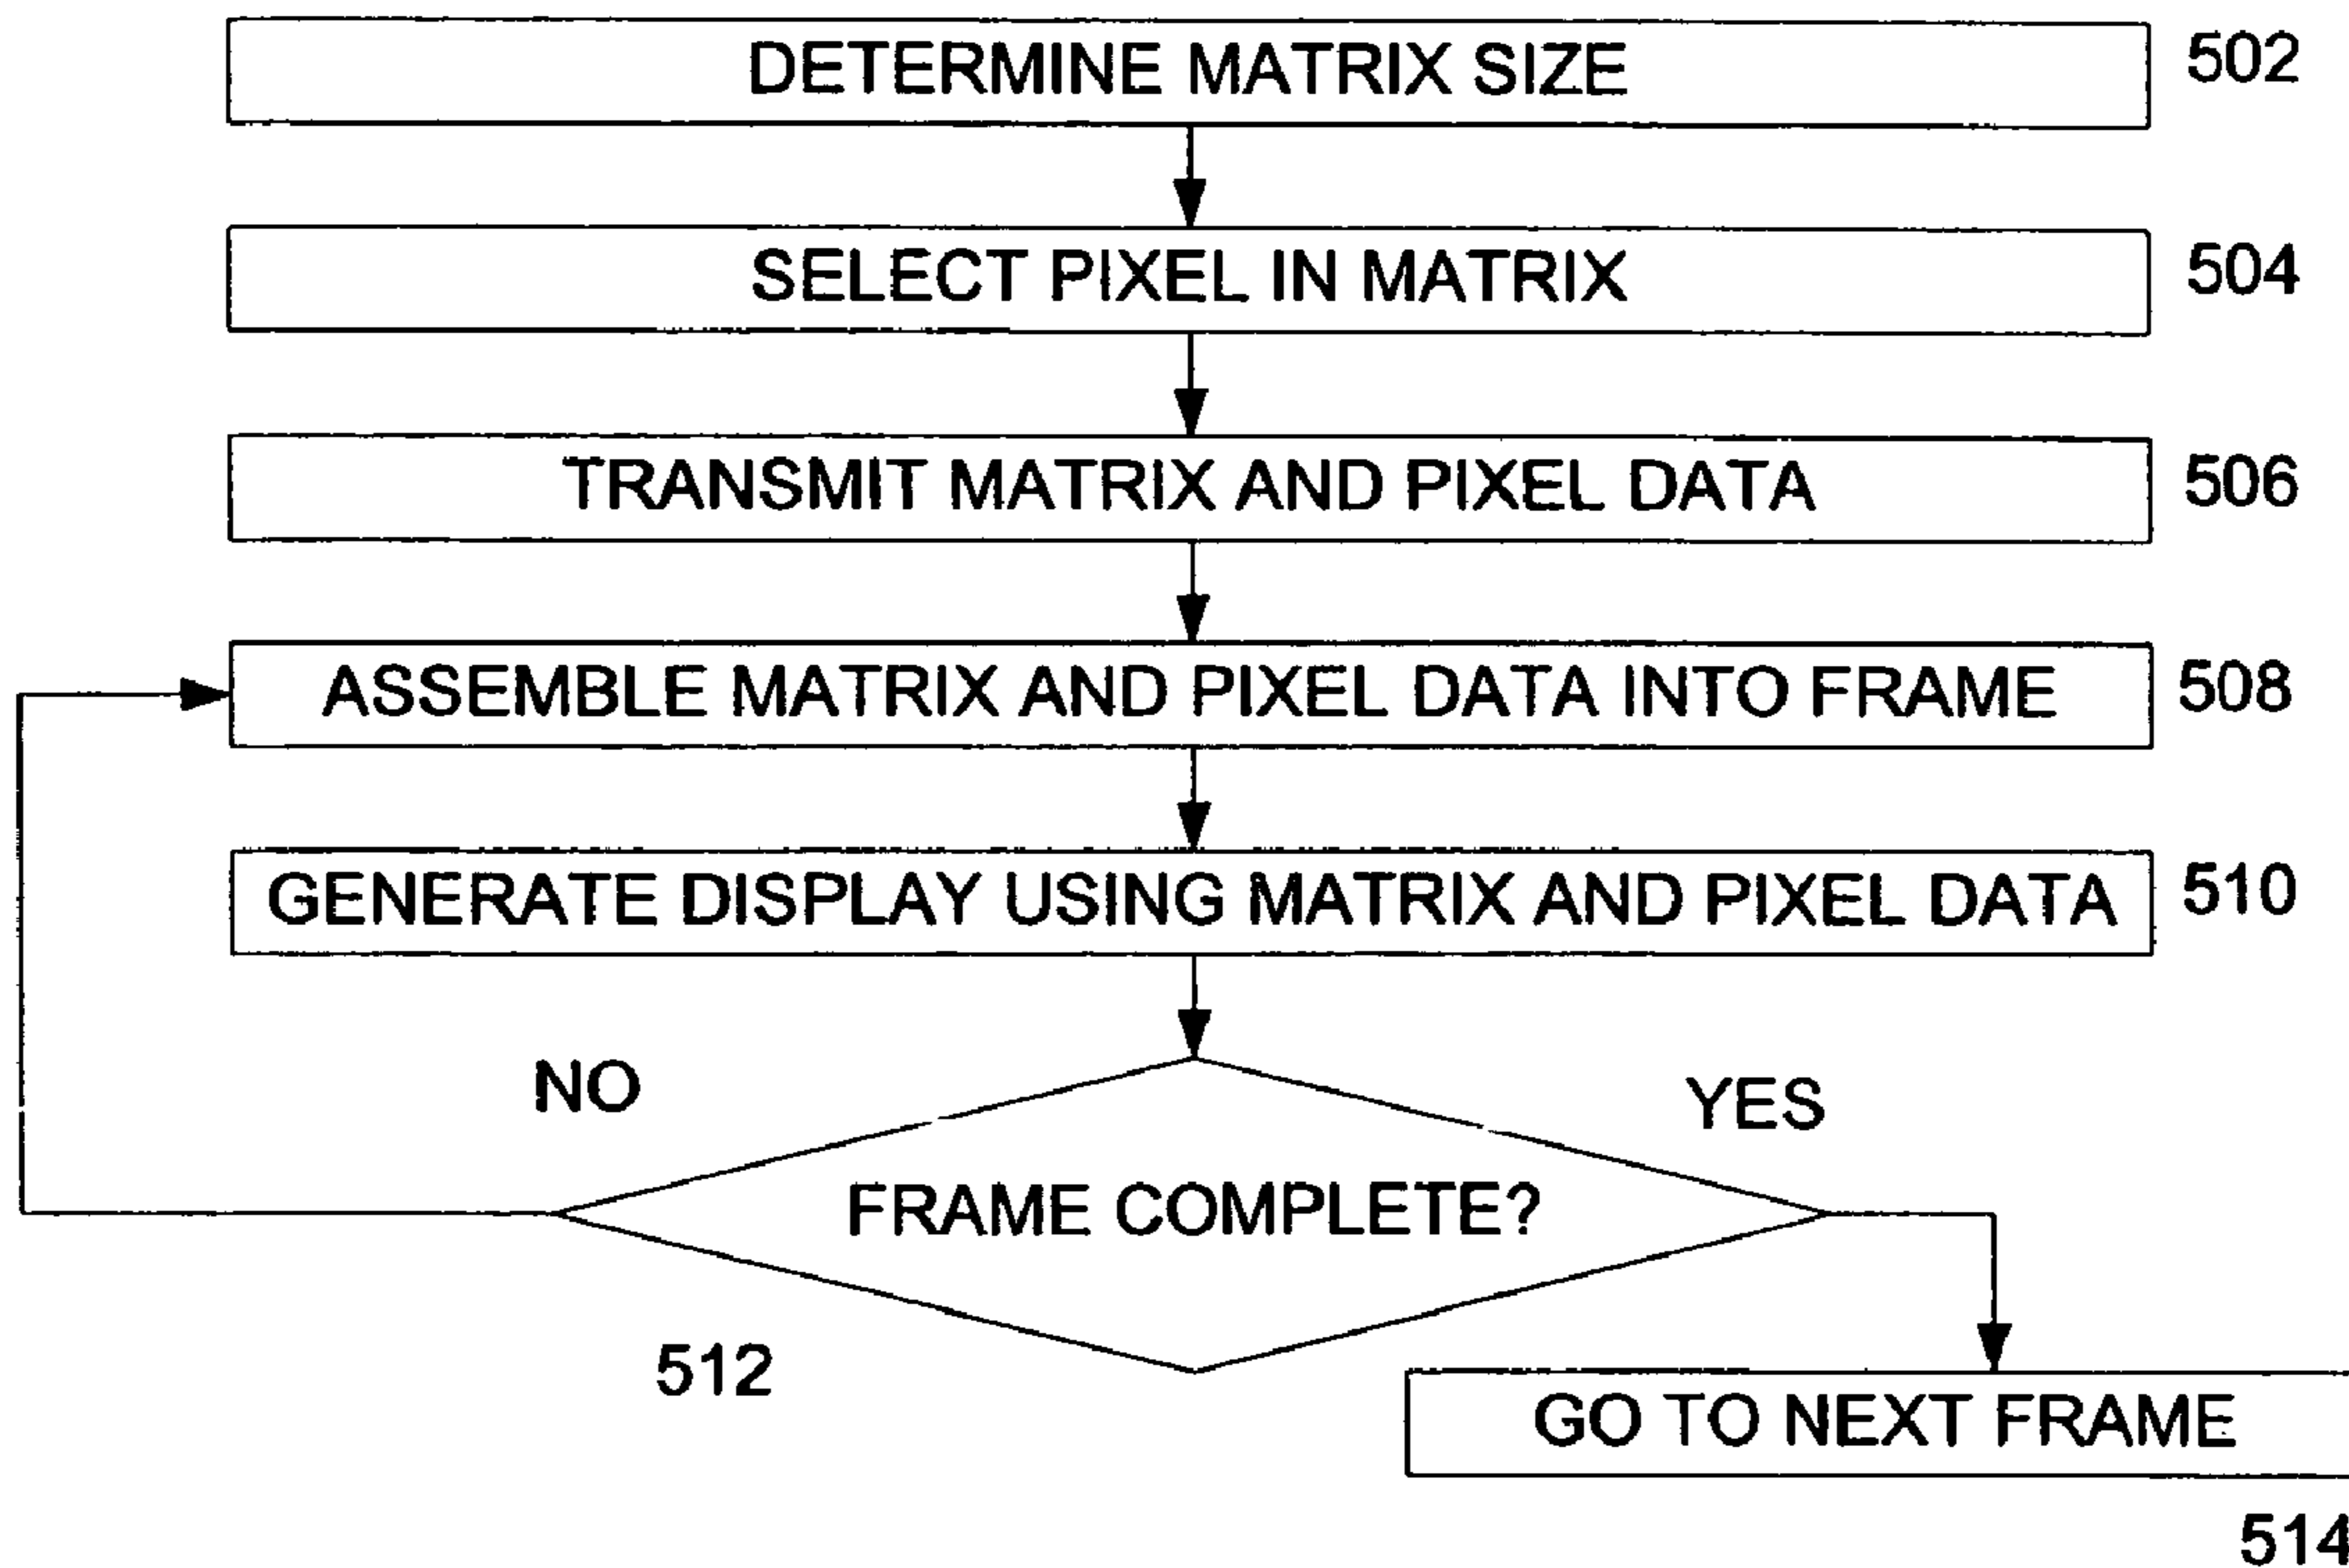 DETERMINE MATRIX SIZE 502
SELECT PIXEL IN MATRIX 504
TRANSMIT MATRIX AND PIXEL DATA 506
ASSEMBLE MATRIX AND PIXEL DATA INTO FRAME 508
GENERATE DISPLAY USING MATRIX AND PIXEL DATA 510
NO
YES
FRAME COMPLETE?
512
GO TO NEXT FRAME
514